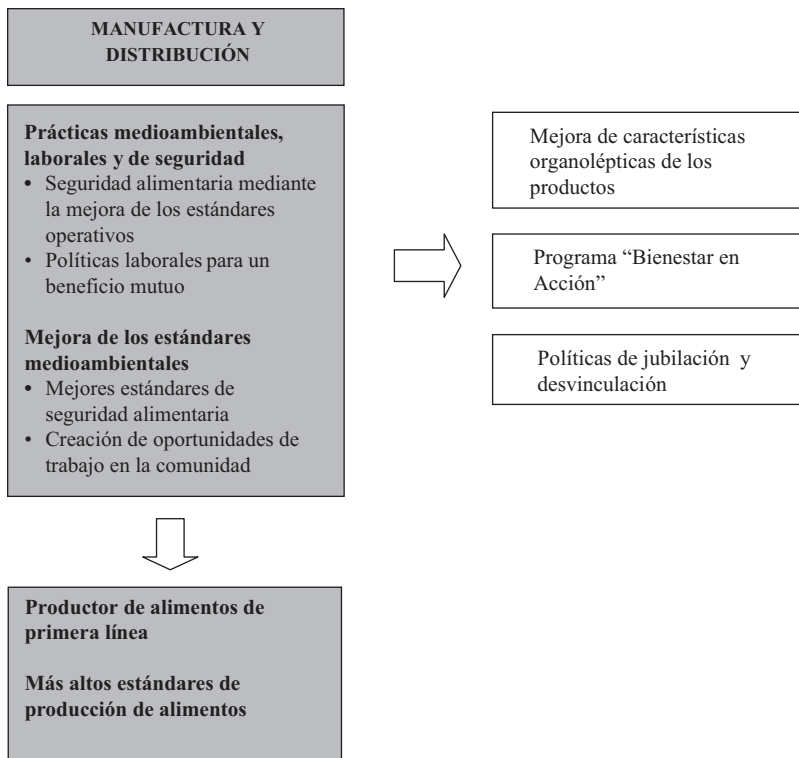 MANUFACTURA Y
DISTRIBUCIÓN
Prácticas medioambientales,
laborales y de seguridad
• Seguridad alimentaria mediante
la mejora de los estándares
operativos
• Políticas laborales para un
beneficio mutuo
Mejora de los estándares
medioambientales
• Mejores estándares de
seguridad alimentaria
• Creación de oportunidades de
trabajo en la comunidad
Mejora de características
organolépticas de los
productos
Programa “Bienestar en
Acción”
Políticas de jubilación y
desvinculación
Productor de alimentos de
primera línea
Más altos estándares de
producción de alimentos